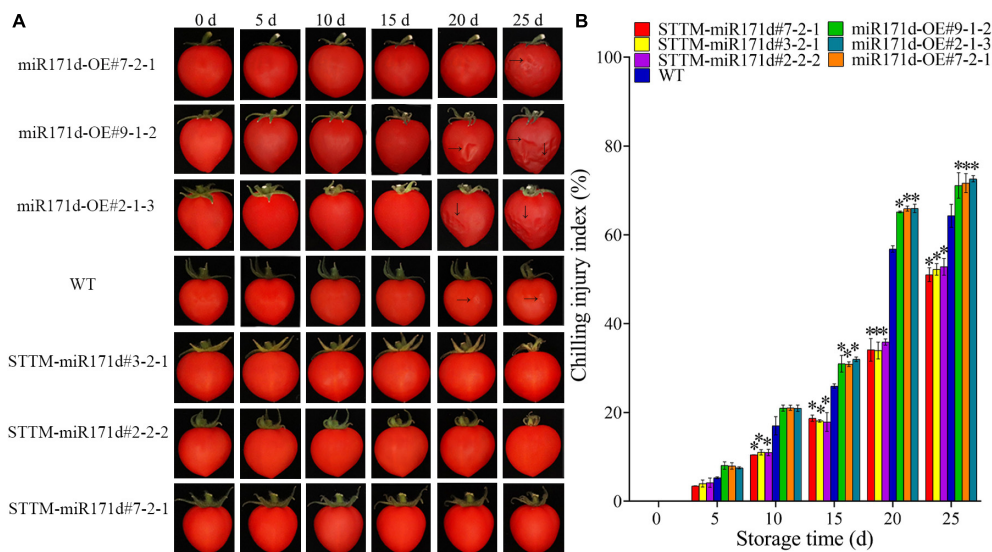 A
0 d 5 d 10 d 15 d 20 d 25 d
miR171d-OE#7-2-1
miR171d-OE#9-1-2
miR171d-OE#2-1-3
WT
STTM-miR171d#3-2-1
STTM-miR171d#2-2-2
STTM-miR171d#7-2-1
B
STTM-miR171d#7-2-1
STTM-miR171d#3-2-1
STTM-miR171d#2-2-2
WT
miR171d-OE#9-1-2
miR171d-OE#2-1-3
miR171d-OE#7-2-1
Chilling injury index (%)
100
80
60
40
20
0
***
***
***
***
***
***
***
0 5 10 15 20 25
Storage time (d)